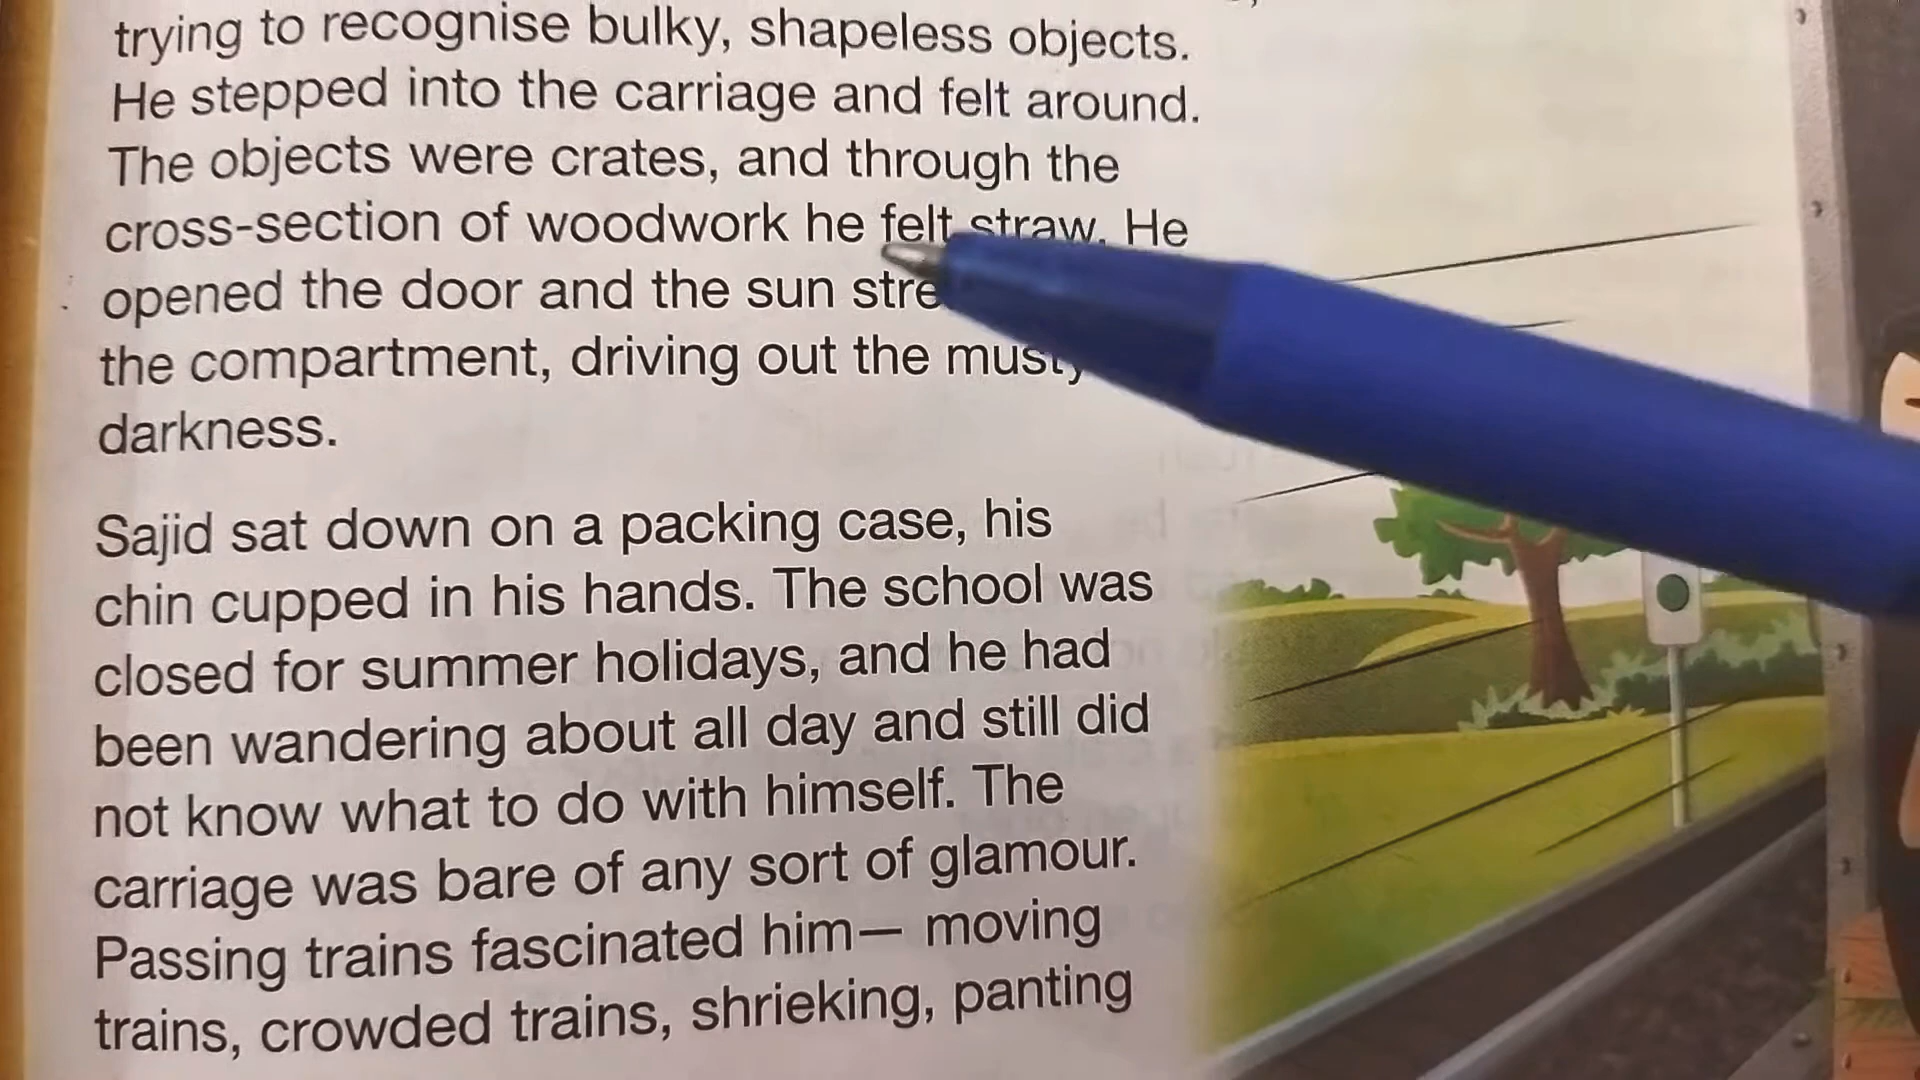 trying to recognise bulky, shapeless objects.
He stepped into the carriage and felt around.
The objects were crates, and through the
cross-section of woodwork he felt straw. He
opened the door and the sun
the compartment, driving out the musty
darkness.
Sajid sat down on a packing case, his
chin cupped in his hands. The school was
closed for summer holidays, and he had
been wandering about all day and still did
not know what to do with himself. The
carriage was bare of any sort of glamour.
Passing trains fascinated him— moving
trains, crowded trains, shrieking, panting